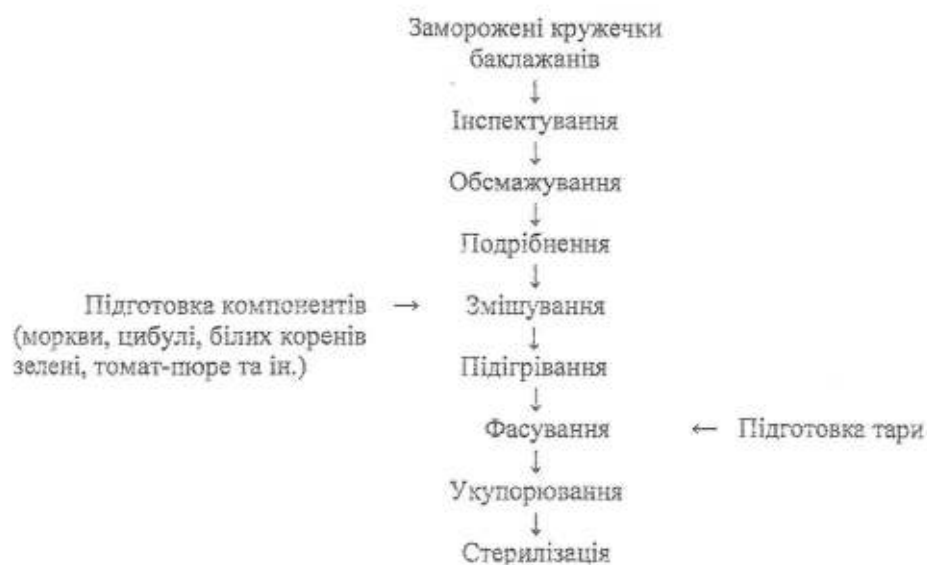 Заморожені кружечки
баклажанів
↓
Інспектування
↓
Обсмажування
↓
Подрібнення
↓
Підготовка компонентів → Змішування
(моркви, цибулі, білих коренів
зелені, томат-пюре та ін.)
↓
Підігрівання
↓
Фасування ← Підготовка тари
↓
Укупорювання
↓
Стерилізація